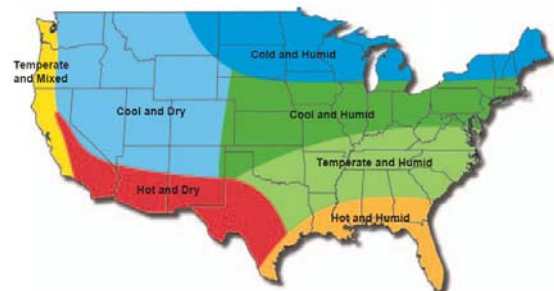 Cold and Humid
Temperate
and Mixed
Cool and Dry
Cool and Humid
Temperate and Humid
Hot and Dry
Hot and Humid